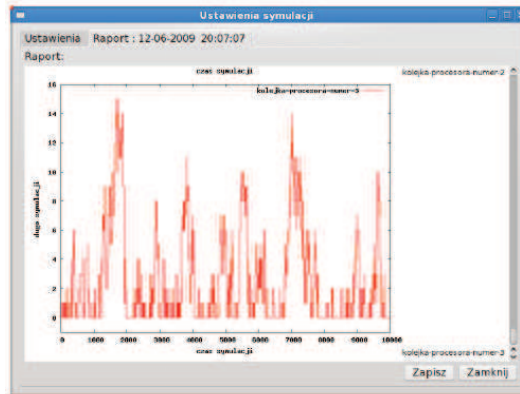 Ustawienia symulacji
Ustawienia Raport : 12-06-2009 20:07:07
Raport:
czas symulacji
kolejka-procesora-numer-2
16
kolejka-procesora-numer-3
14
12
10
8
6
4
2
0
dugo symulacji
0 1000 2000 3000 4000 5000 6000 7000 8000 9000 10000
czas symulacji
kolejka-procesora-numer-3
Zapisz Zamknij